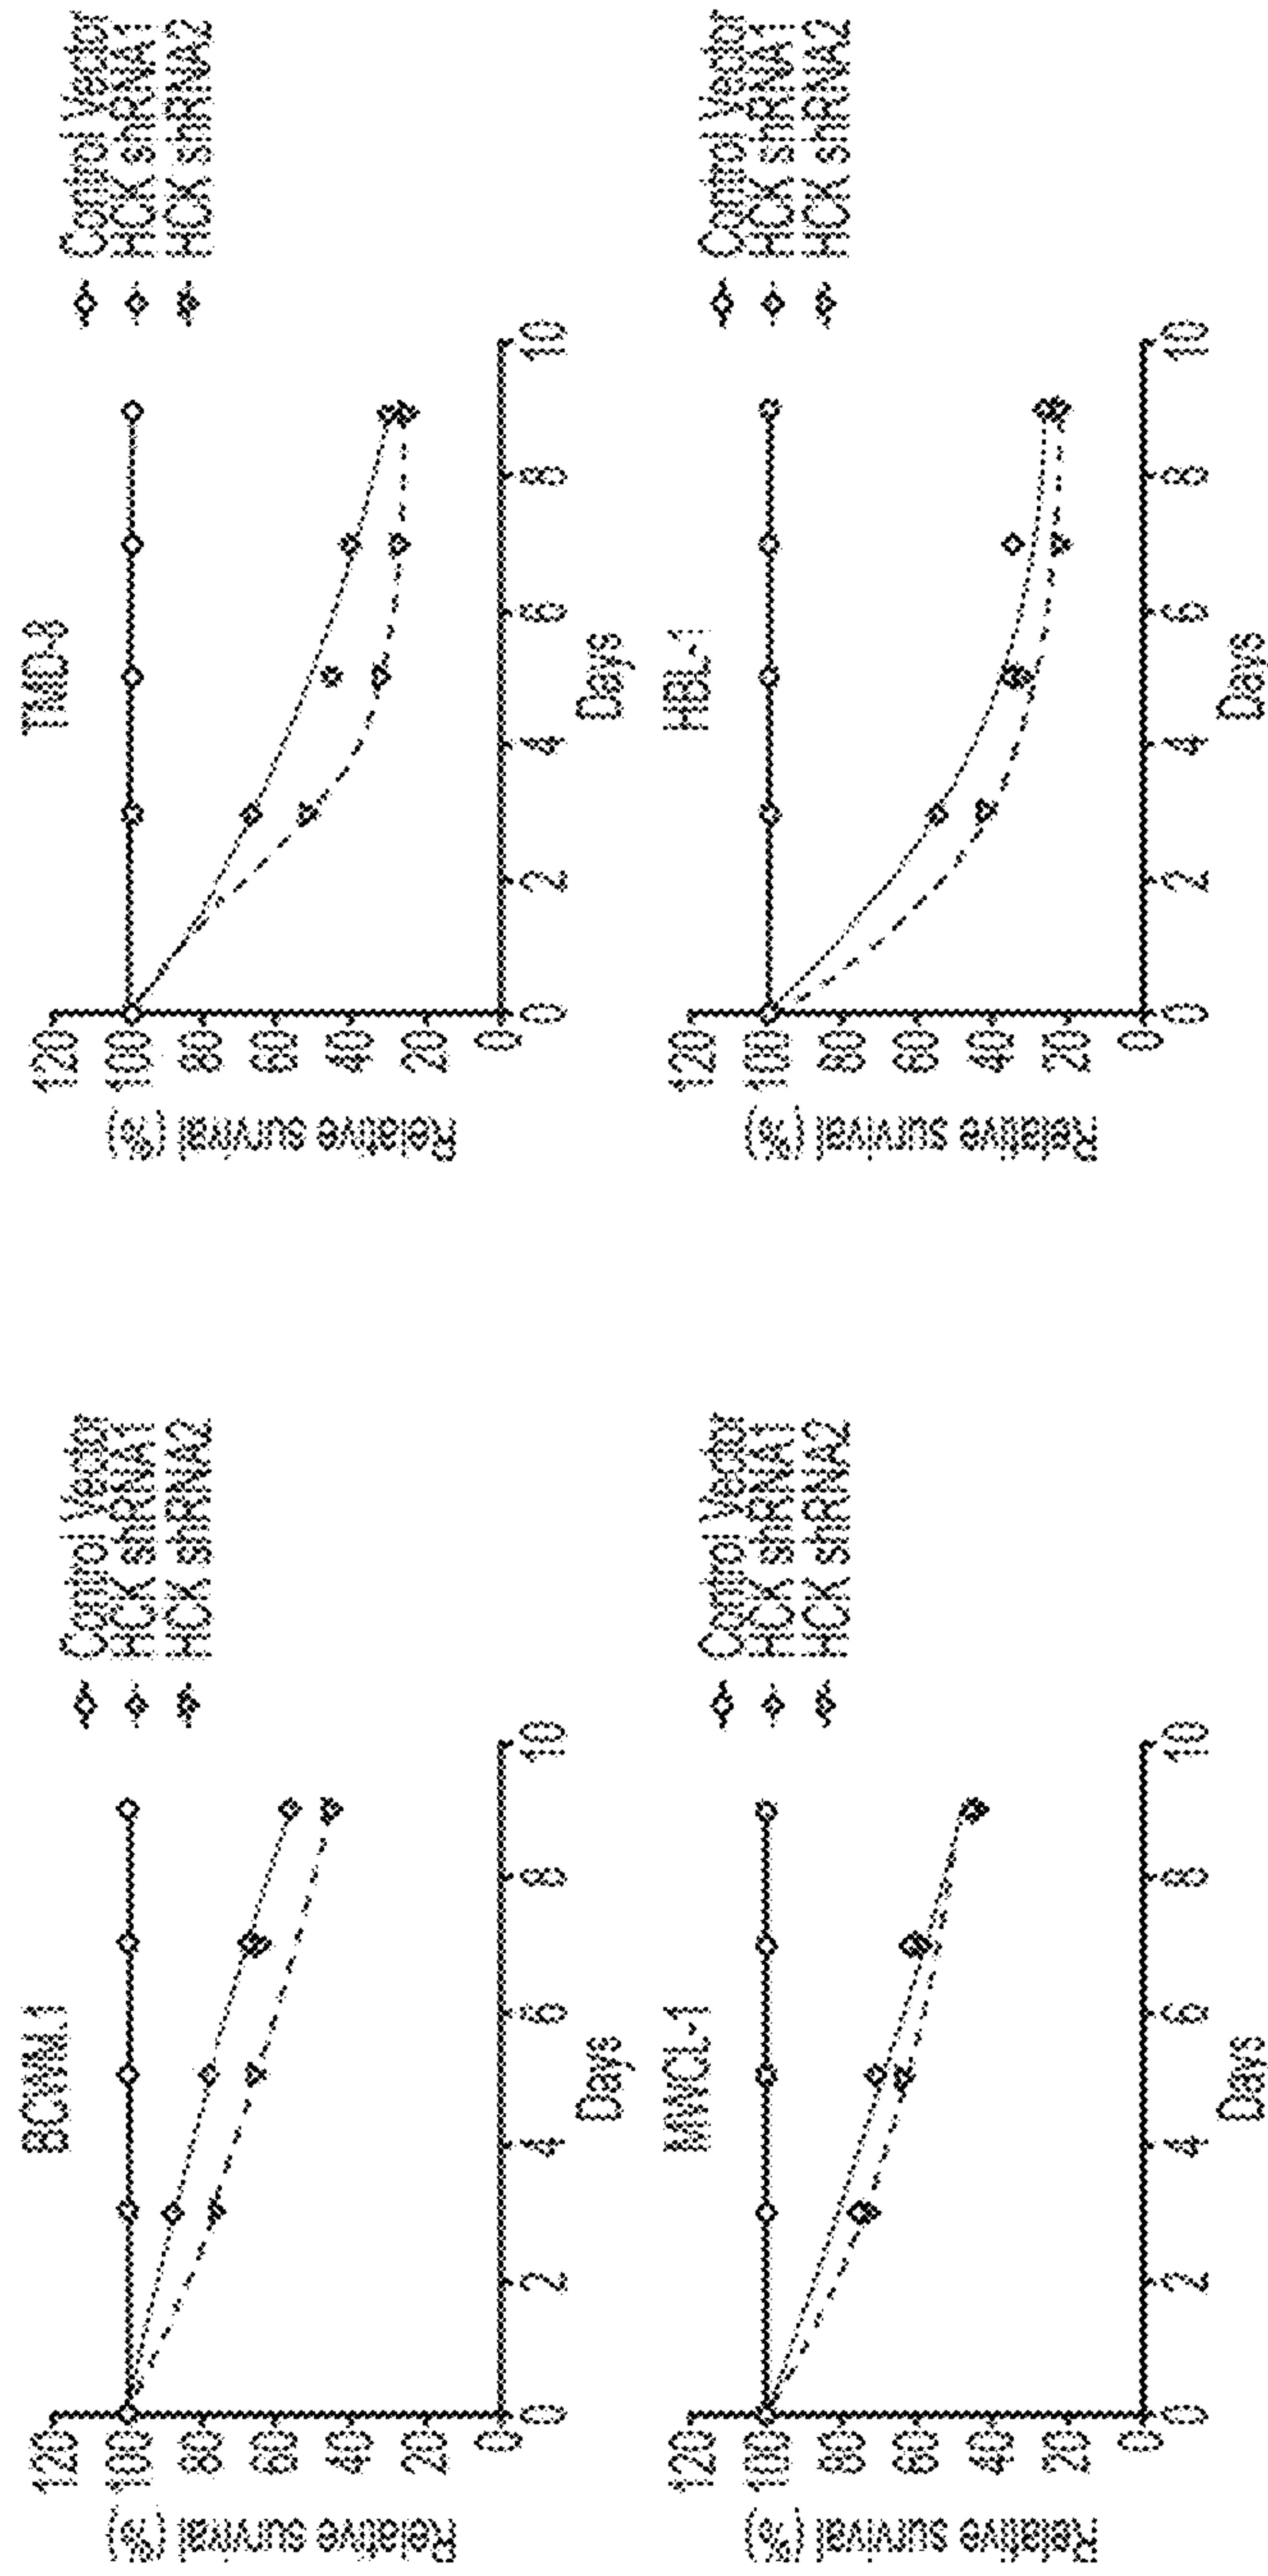 BCWM.1
Relative survival (%)
120
100
80
60
40
20
0
0 2 4 6 8 10
Days
Control Vector
HCK shRNA1
HCK shRNA2
TMD-8
Relative survival (%)
120
100
80
60
40
20
0
0 2 4 6 8 10
Days
Control Vector
HCK shRNA1
HCK shRNA2
MWCL-1
Relative survival (%)
120
100
80
60
40
20
0
0 2 4 6 8 10
Days
Control Vector
HCK shRNA1
HCK shRNA2
HBL-1
Relative survival (%)
120
100
80
60
40
20
0
0 2 4 6 8 10
Days
Control Vector
HCK shRNA1
HCK shRNA2